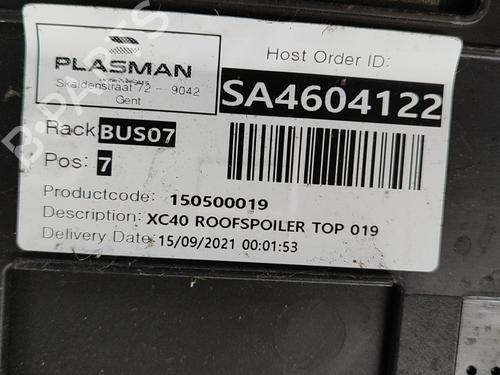 PLASMAN
Skaldenstraat 72 - 9042
Gent
Host Order ID:
SA4604122
Rack BUS07
Pos: 7
Productcode: 150500019
Description: XC40 ROOFSPOILER TOP 019
Delivery Date: 15/09/2021 00:01:53
B-PARTS